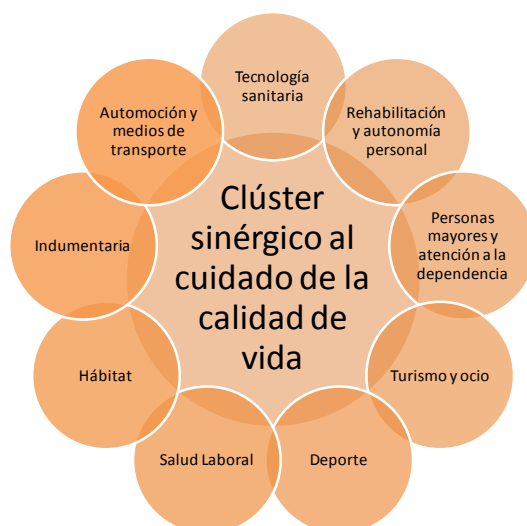 Tecnología
sanitaria
Rehabilitación
y autonomía
personal
Personas
mayores y
atención a la
dependencia
Turismo y ocio
Deporte
Salud Laboral
Hábitat
Indumentaria
Automoción y
medios de
transporte
Clúster
sinérgico al
cuidado de la
calidad de
vida